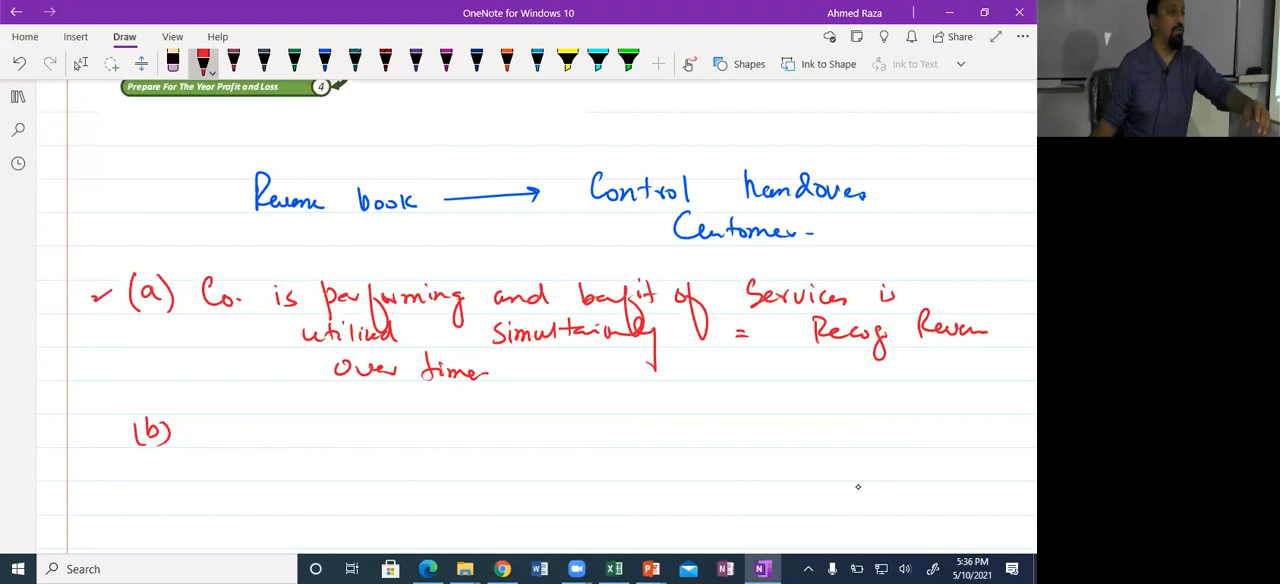 OneNote for Windows 10
Ahmed Raza
Home Insert Draw View Help
Share
Shapes Ink to Shape Ink to Text
Prepare For The Year Profit and Loss 4
Revenue book → Control handover
Customer -
✓ (a) Co. is performing and benefit of Services is
utilized simultaneously = Recog Revenue
over time
(b)
Search
5:36 PM
5/10/2021